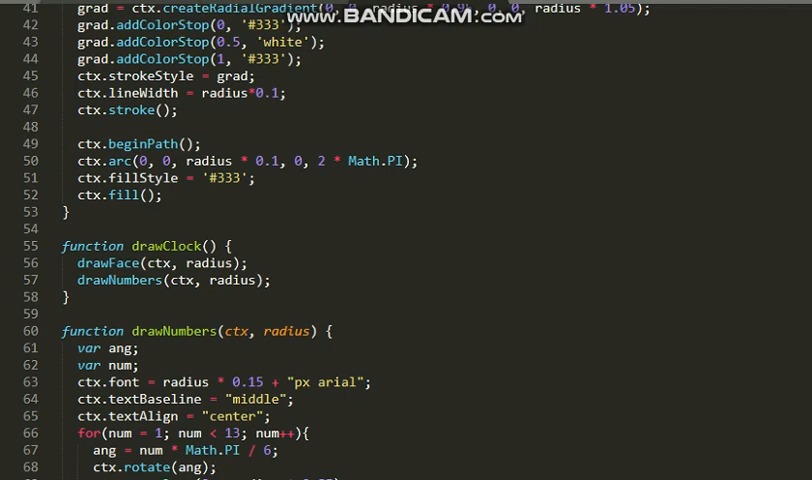 www.BANDICAM.com
41 grad = ctx.createRadialGradient(0, 0, radius * 0.95, 0, 0, radius * 1.05);
42 grad.addColorStop(0, '#333');
43 grad.addColorStop(0.5, 'white');
44 grad.addColorStop(1, '#333');
45 ctx.strokeStyle = grad;
46 ctx.lineWidth = radius*0.1;
47 ctx.stroke();
48
49 ctx.beginPath();
50 ctx.arc(0, 0, radius * 0.1, 0, 2 * Math.PI);
51 ctx.fillStyle = '#333';
52 ctx.fill();
53 }
54
55 function drawClock() {
56 drawFace(ctx, radius);
57 drawNumbers(ctx, radius);
58 }
59
60 function drawNumbers(ctx, radius) {
61 var ang;
62 var num;
63 ctx.font = radius * 0.15 + "px arial";
64 ctx.textBaseline = "middle";
65 ctx.textAlign = "center";
66 for(num = 1; num < 13; num++){
67 ang = num * Math.PI / 6;
68 ctx.rotate(ang);